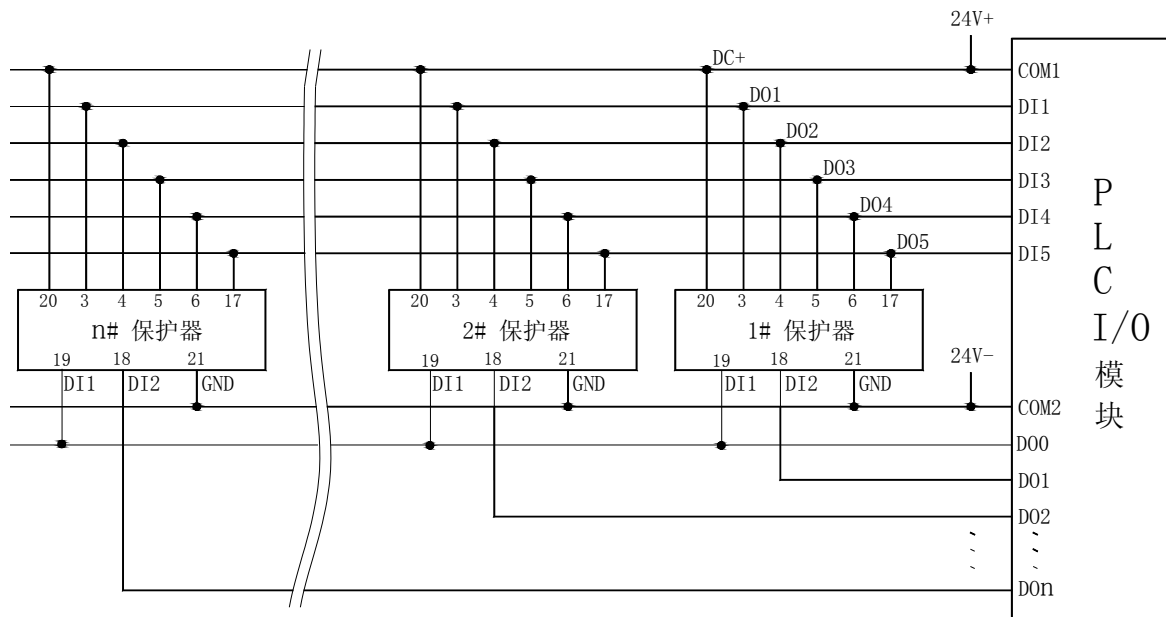 24V+
DC+
COM1
DO1
DI1
DO2
DI2
DO3
DI3
DO4
DI4
DO5
DI5
20 3 4 5 6 17
20 3 4 5 6 17
20 3 4 5 6 17
n# 保护器
2# 保护器
1# 保护器
19 18 21
19 18 21
19 18 21
DI1 DI2 GND
DI1 DI2 GND
DI1 DI2 GND
24V-
COM2
DO0
DO1
DO2
DOn
P
L
C
I/O
模
块